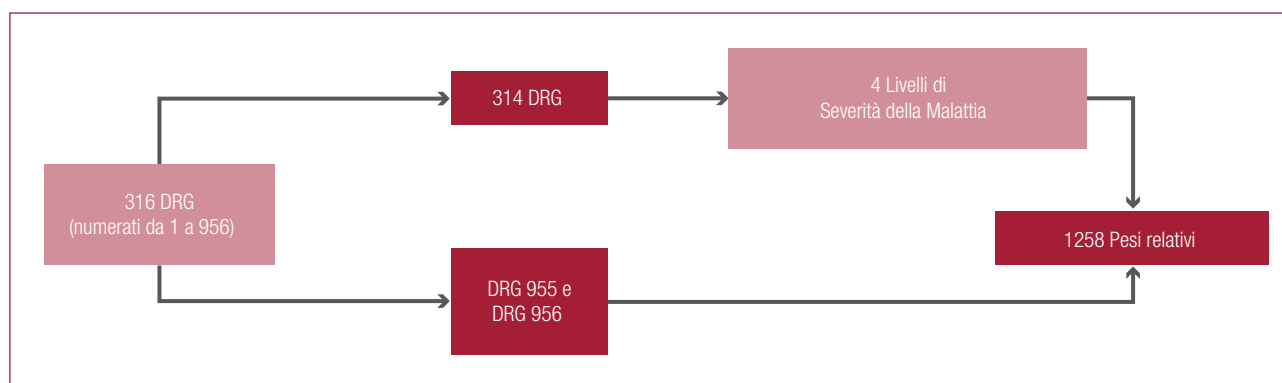 316 DRG
(numerati da 1 a 956)
314 DRG
4 Livelli di
Severità della Malattia
DRG 955 e
DRG 956
1258 Pesi relativi